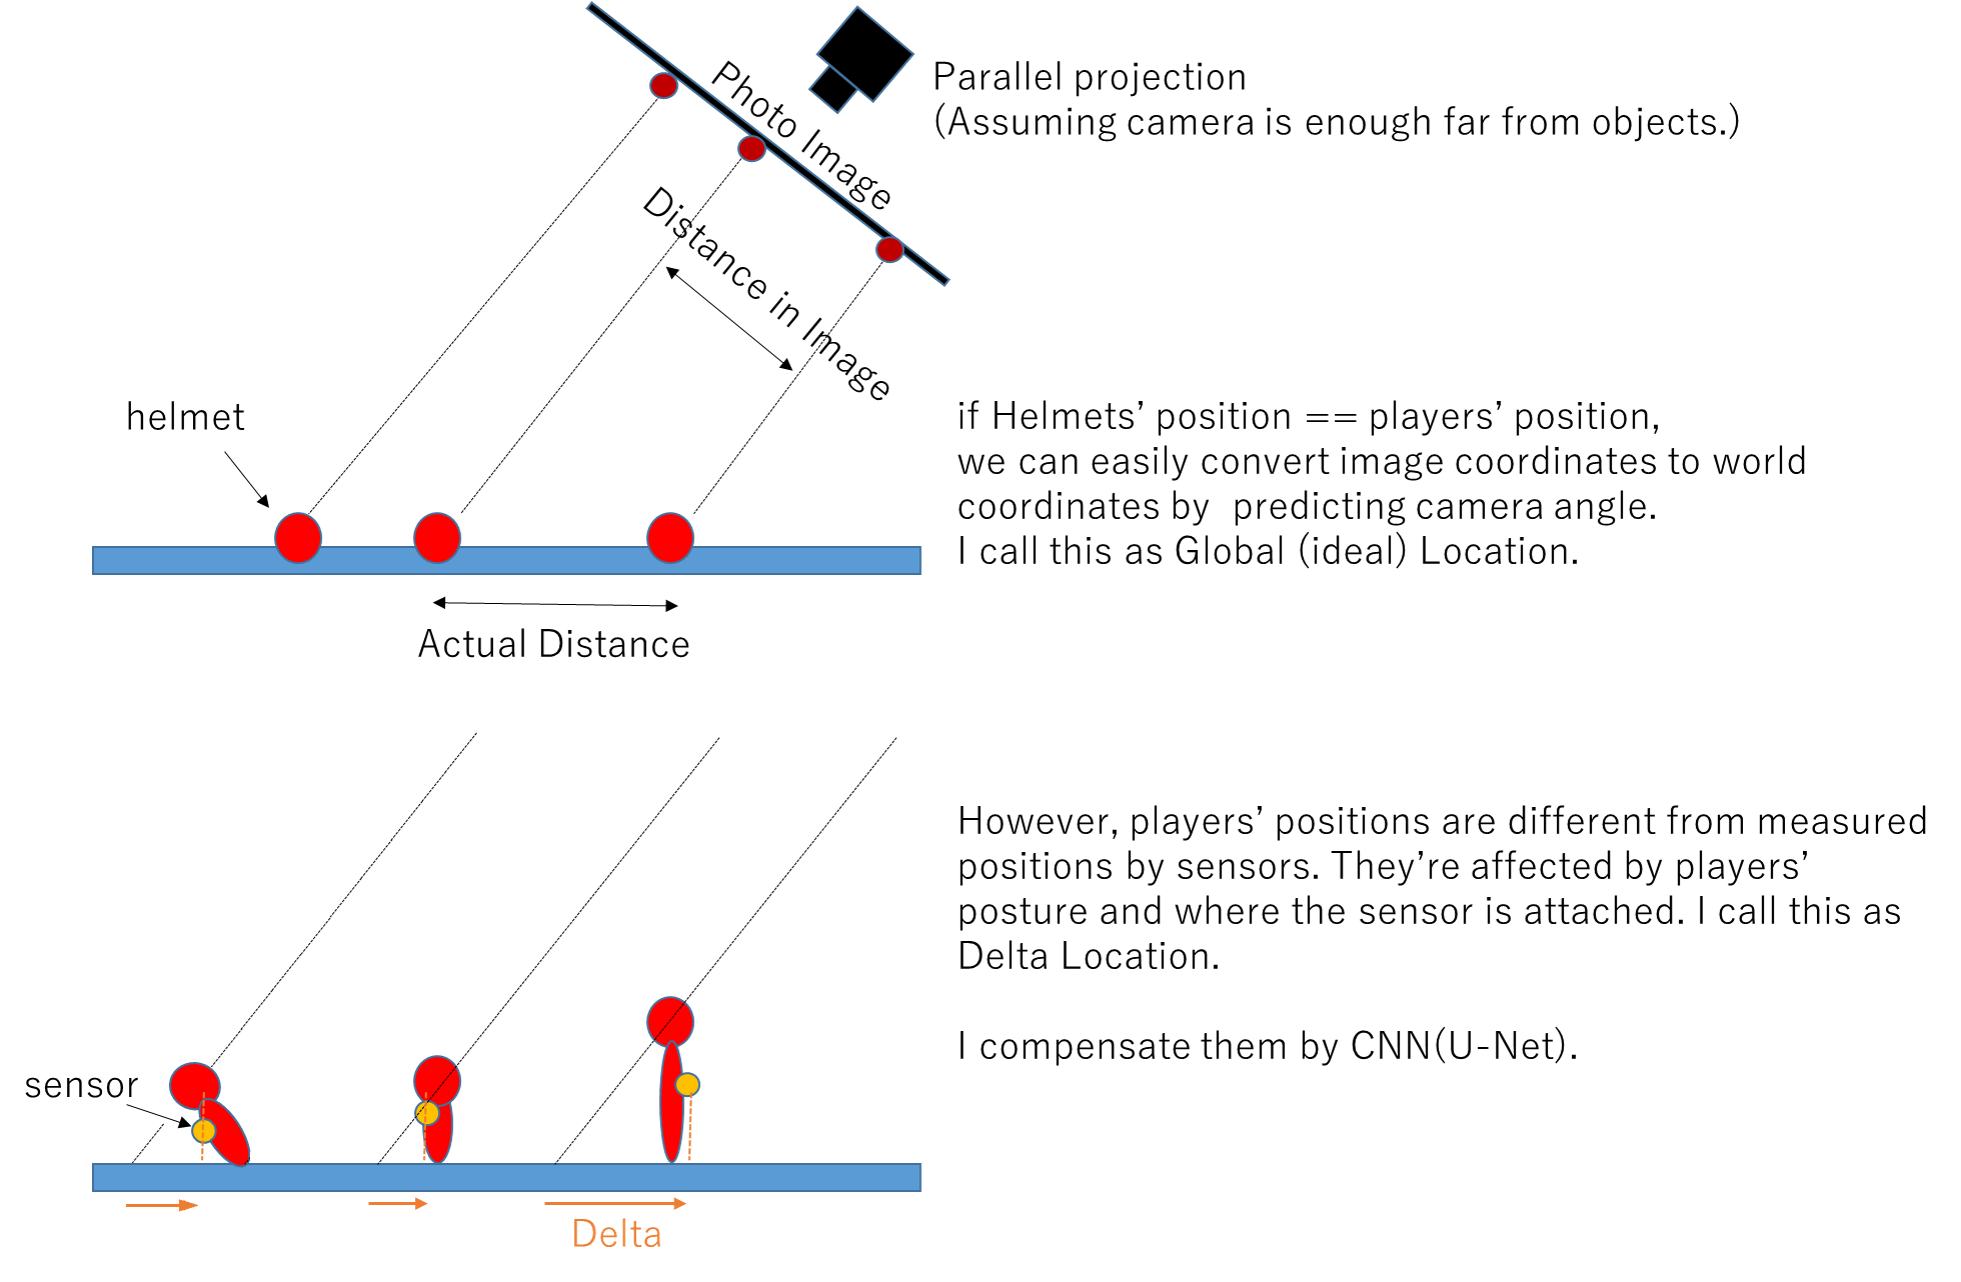 Parallel projection
(Assuming camera is enough far from objects.)
Photo Image
Distance in Image
helmet
if Helmets’ position == players’ position,
we can easily convert image coordinates to world
coordinates by  predicting camera angle.
I call this as Global (ideal) Location.
Actual Distance
However, players’ positions are different from measured
positions by sensors. They’re affected by players’
posture and where the sensor is attached. I call this as
Delta Location.
I compensate them by CNN(U-Net).
sensor
Delta